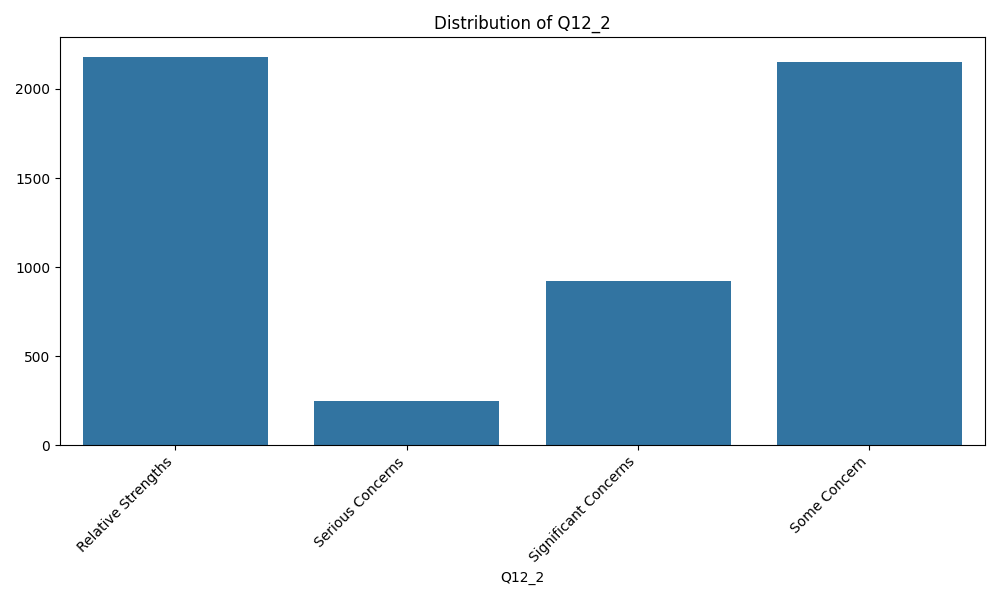 Distribution of Q12_2
2000
1500
1000
500
0
Relative Strengths
Serious Concerns
Significant Concerns
Some Concern
Q12_2